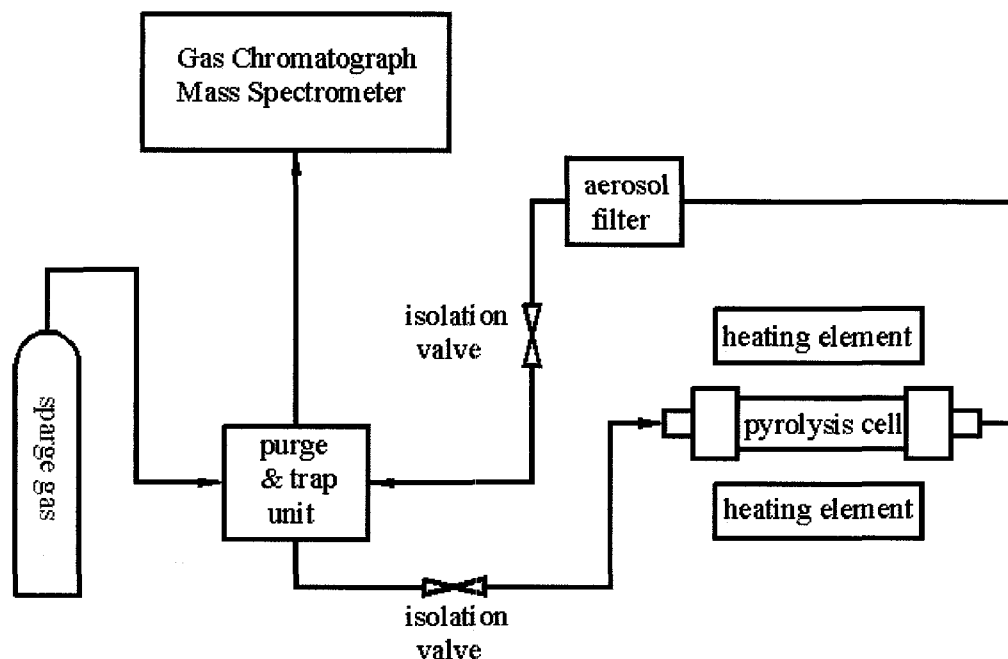 Gas Chromatograph
Mass Spectrometer
aerosol
filter
isolation
valve
heating element
sparge gas
pyrolysis cell
purge
& trap
unit
heating element
isolation
valve